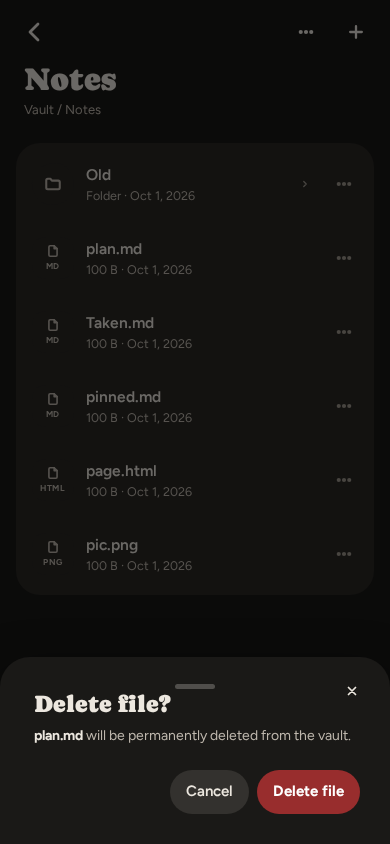 Notes
Vault / Notes
Old
Folder · Oct 1, 2026
plan.md
MD
100 B · Oct 1, 2026
Taken.md
MD
100 B · Oct 1, 2026
pinned.md
MD
100 B · Oct 1, 2026
page.html
HTML
100 B · Oct 1, 2026
pic.png
PNG
100 B · Oct 1, 2026
Delete file?
plan.md will be permanently deleted from the vault.
Cancel
Delete file